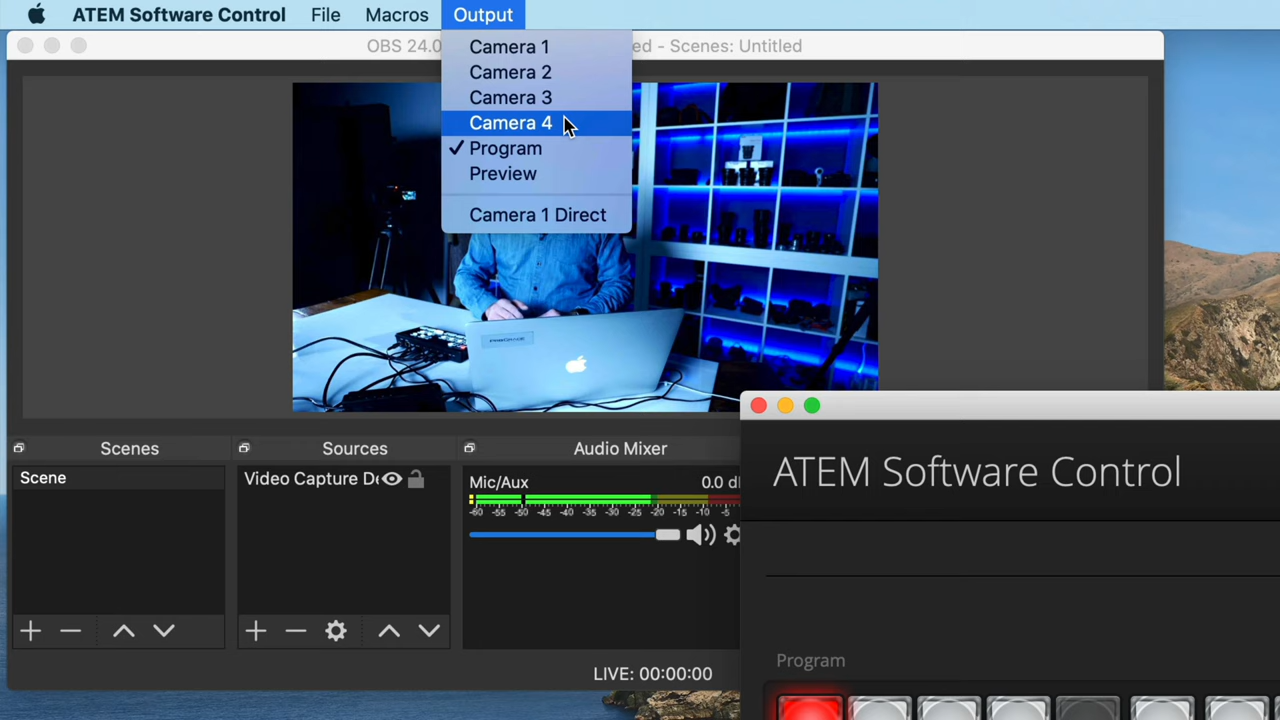 ATEM Software Control File Macros Output
OBS 24.0 ed - Scenes: Untitled
Camera 1
Camera 2
Camera 3
Camera 4
Program
Preview
Camera 1 Direct
Scenes Sources Audio Mixer
Scene
Video Capture De
Mic/Aux 0.0 dB
-60 -55 -50 -45 -40 -35 -30 -25 -20 -15 -10 -5
LIVE: 00:00:00
ATEM Software Control
Program